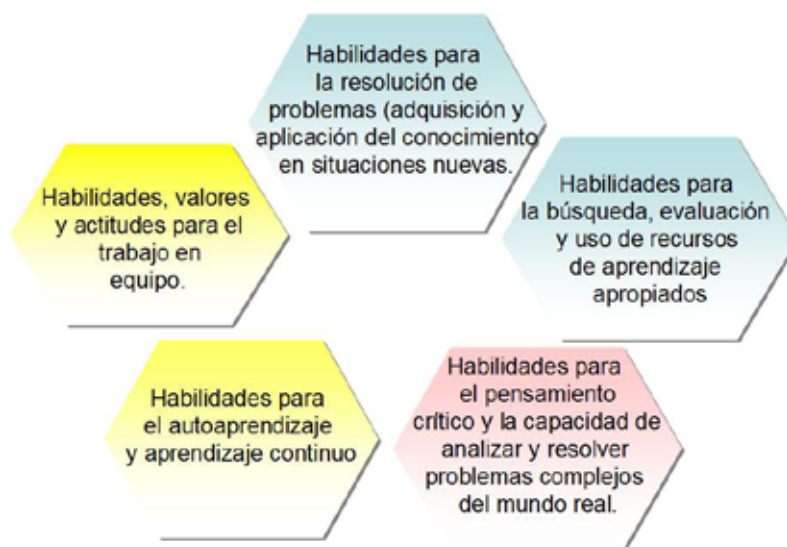 Habilidades para
la resolución de
problemas (adquisición y
aplicación del conocimiento
en situaciones nuevas.
Habilidades, valores
y actitudes para el
trabajo en
equipo.
Habilidades para
la búsqueda, evaluación
y uso de recursos
de aprendizaje
apropiados
Habilidades para
el autoaprendizaje
y aprendizaje continuo
Habilidades para
el pensamiento
crítico y la capacidad de
analizar y resolver
problemas complejos
del mundo real.